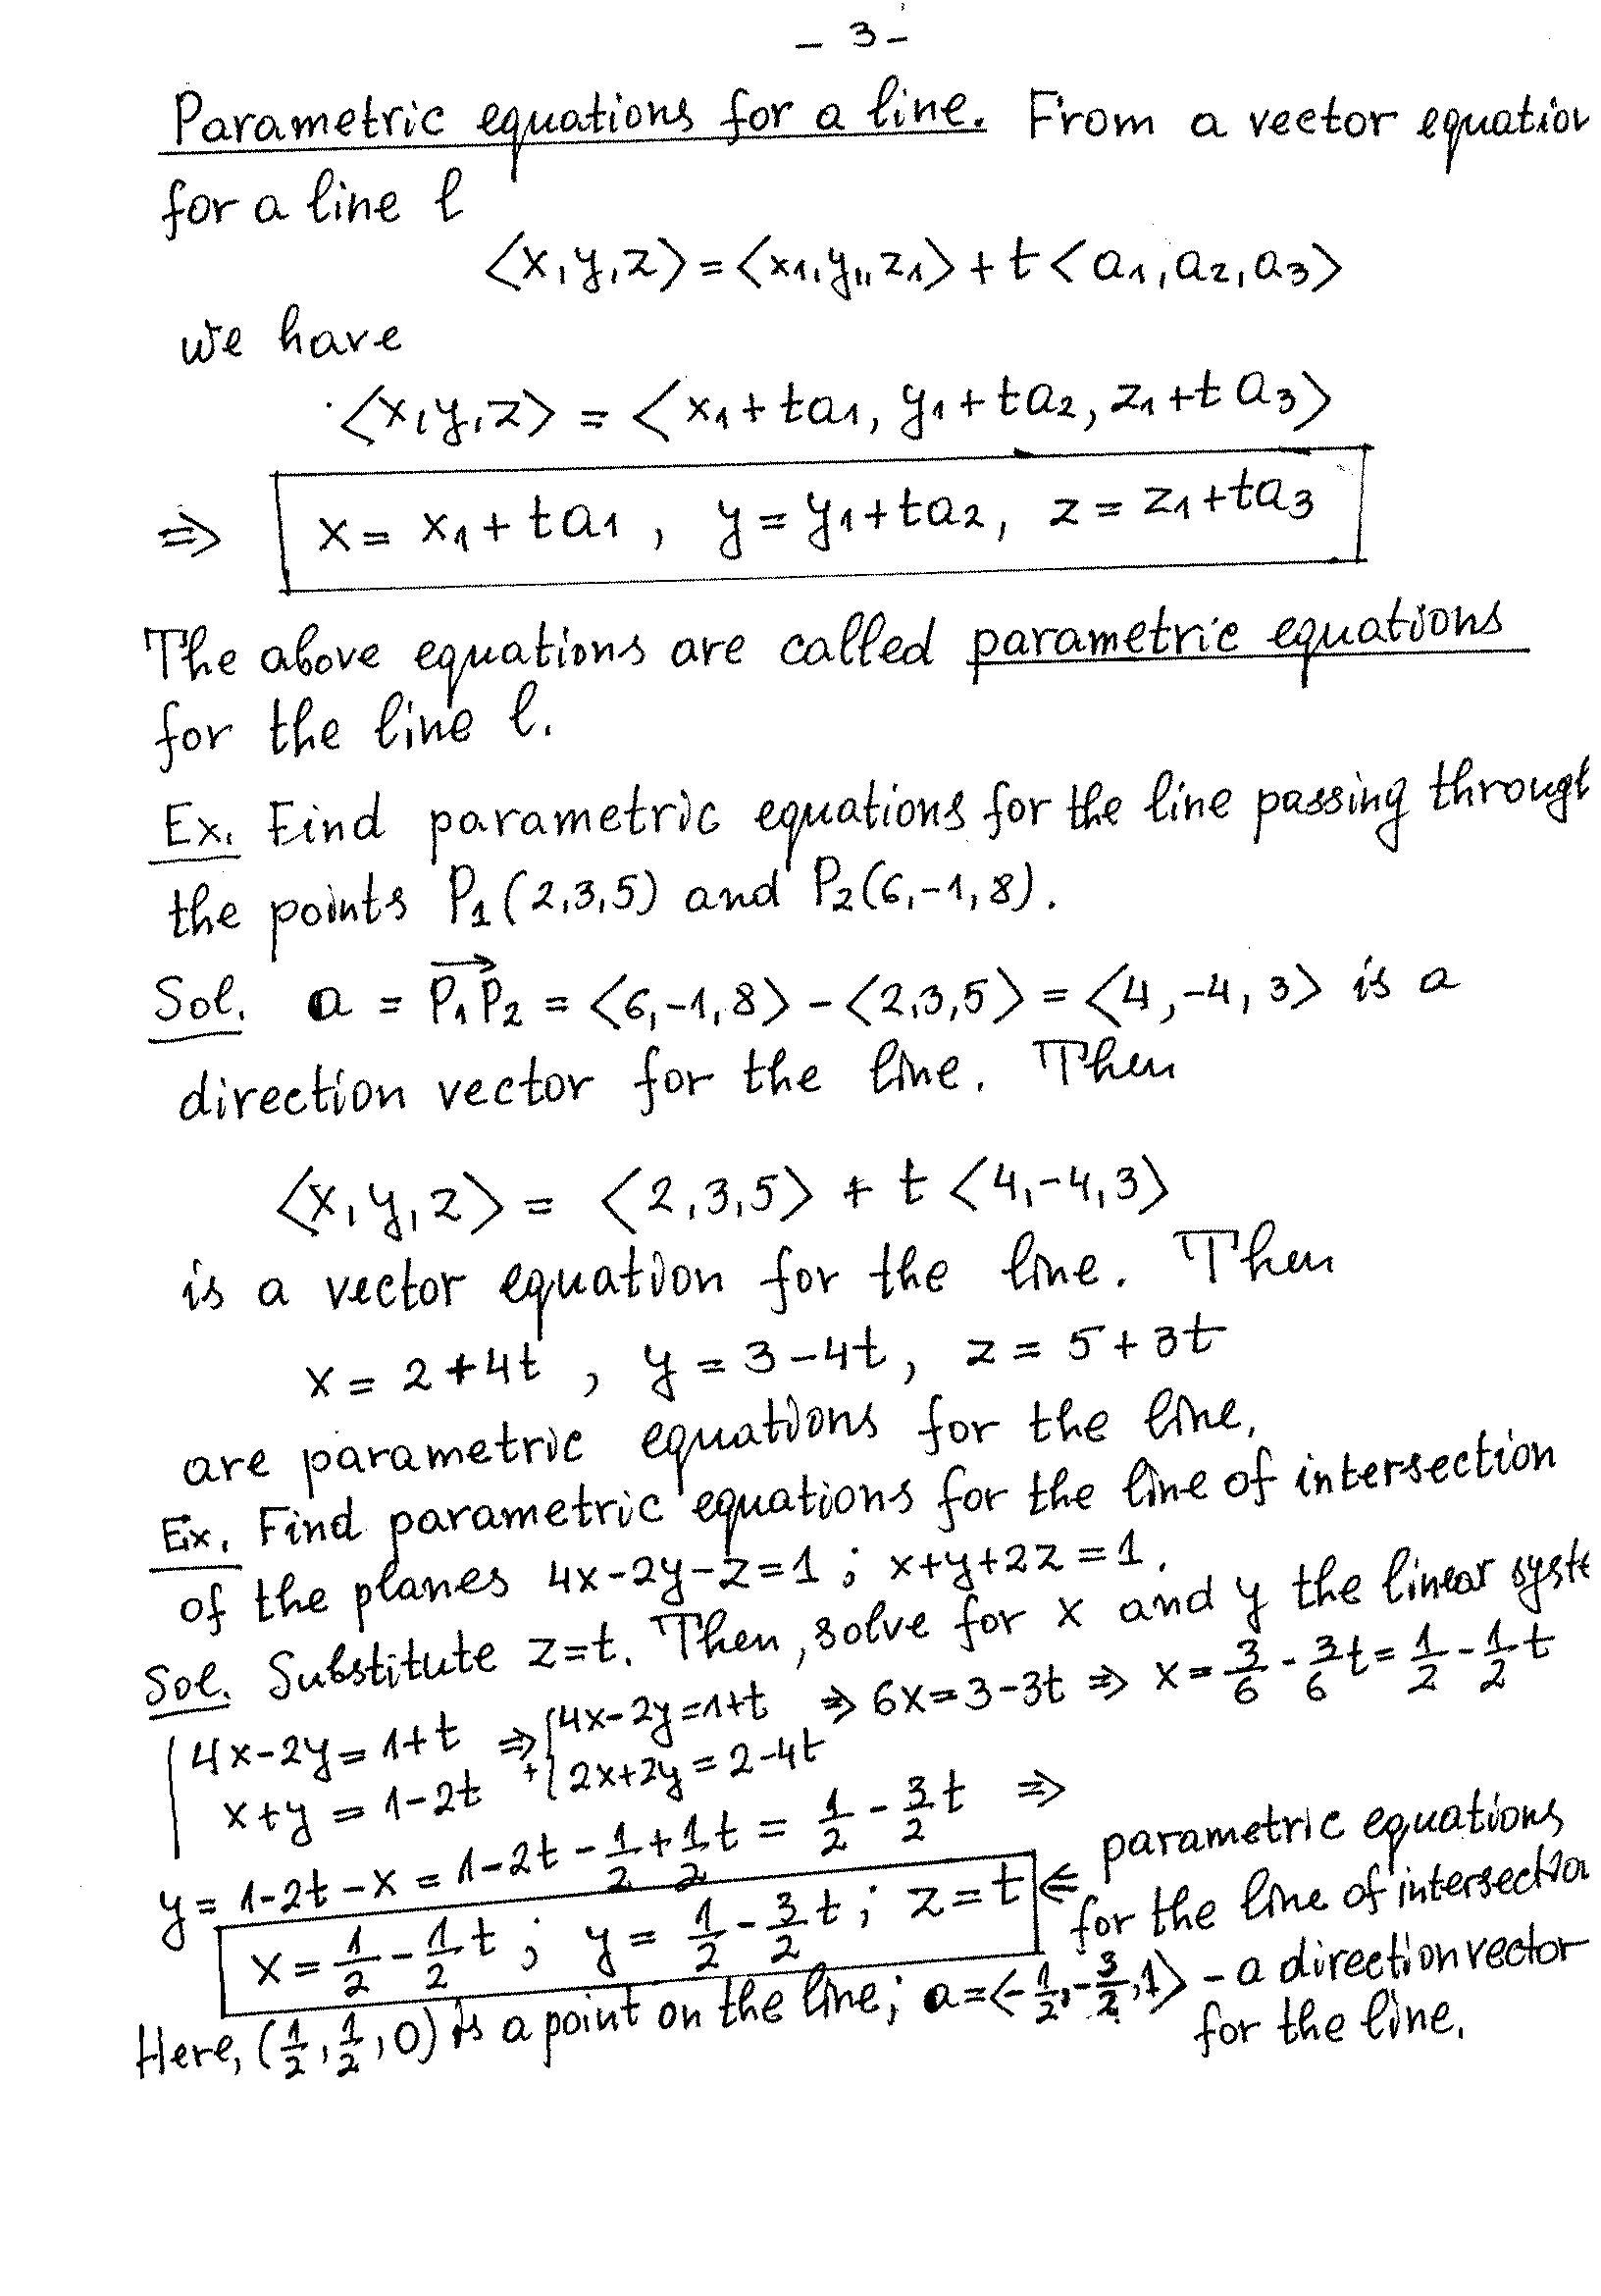 - 3 -
Parametric equations for a line. From a vector equation
for a line l
⟨x,y,z⟩=⟨x₁,y₁,z₁⟩+t⟨a₁,a₂,a₃⟩
we have
⟨x,y,z⟩ = ⟨x₁+ta₁, y₁+ta₂, z₁+ta₃⟩
⇒ x = x₁+ta₁, y=y₁+ta₂, z=z₁+ta₃
The above equations are called parametric equations
for the line l.
Ex. Find parametric equations for the line passing through
the points P₁(2,3,5) and P₂(6,-1,8).
Sol. a = P₁P₂ = ⟨6,-1,8⟩-⟨2,3,5⟩=⟨4,-4,3⟩ is a
direction vector for the line. Then
⟨x,y,z⟩ = ⟨2,3,5⟩ + t⟨4,-4,3⟩
is a vector equation for the line. Then
x = 2+4t, y=3-4t, z=5+3t
are parametric equations for the line.
Ex. Find parametric equations for the line of intersection
of the planes 4x-2y-z=1; x+y+2z=1.
Sol. Substitute z=t. Then, solve for x and y the linear syste
4x-2y=1+t ⇒ { 4x-2y=1+t ⇒ 6x=3-3t ⇒ x=3/6-3/6t=1/2-1/2t
x+y=1-2t + { 2x+2y=2-4t
y=1-2t-x=1-2t-1/2+1/2t=1/2-3/2t ⇒
x=1/2-1/2t; y=1/2-3/2t; z=t ⇐ parametric equations
for the line of intersectio
Here, (1/2,1/2,0) is a point on the line; a=⟨-1/2,-3/2,1⟩ - a direction vector
for the line.